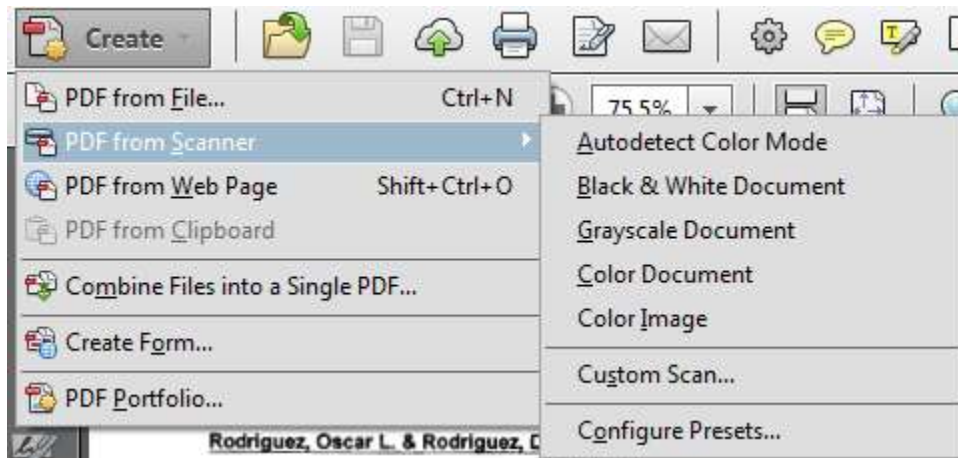 Create
PDF from File... Ctrl+N
75.5%
PDF from Scanner
PDF from Web Page Shift+Ctrl+O
PDF from Clipboard
Combine Files into a Single PDF...
Create Form...
PDF Portfolio...
Autodetect Color Mode
Black & White Document
Grayscale Document
Color Document
Color Image
Custom Scan...
Configure Presets...
Rodriguez, Oscar L. & Rodriguez,